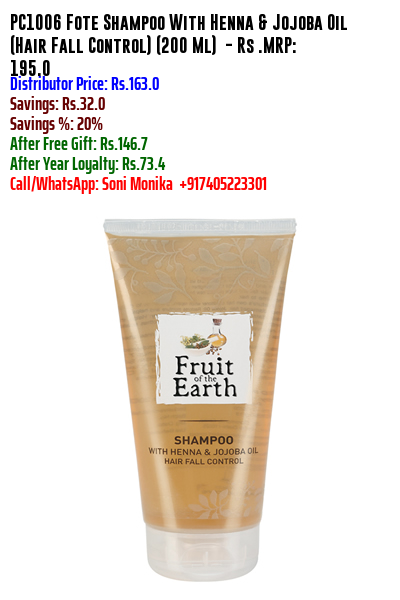 PC1006 Fote Shampoo With Henna & Jojoba Oil
(Hair Fall Control) (200 Ml) - Rs .MRP:
195.0
Distributor Price: Rs.163.0
Savings: Rs.32.0
Savings %: 20%
After Free Gift: Rs.146.7
After Year Loyalty: Rs.73.4
Call/WhatsApp: Soni Monika +917405223301
Fruit
of the
Earth
SHAMPOO
WITH HENNA & JOJOBA OIL
HAIR FALL CONTROL